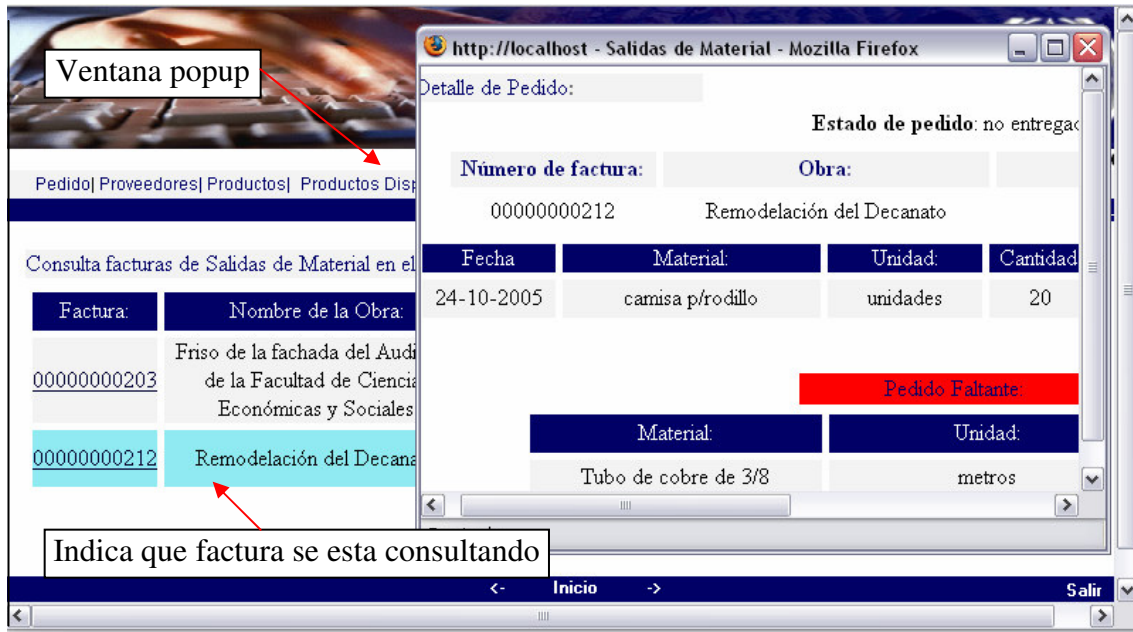 Ventana popup
http://localhost - Salidas de Material - Mozilla Firefox
Detalle de Pedido:
Estado de pedido: no entregad
Número de factura: Obra:
00000000212 Remodelación del Decanato
Fecha Material: Unidad: Cantidad
24-10-2005 camisa p/rodillo unidades 20
Pedido Faltante:
Material: Unidad:
Tubo de cobre de 3/8 metros
Pedido| Proveedores| Productos| Productos Disp
Consulta facturas de Salidas de Material en el
Factura: Nombre de la Obra:
00000000203
Friso de la fachada del Audi
de la Facultad de Ciencia
Económicas y Sociales
00000000212 Remodelación del Decana
Indica que factura se esta consultando
<- Inicio -> Salir